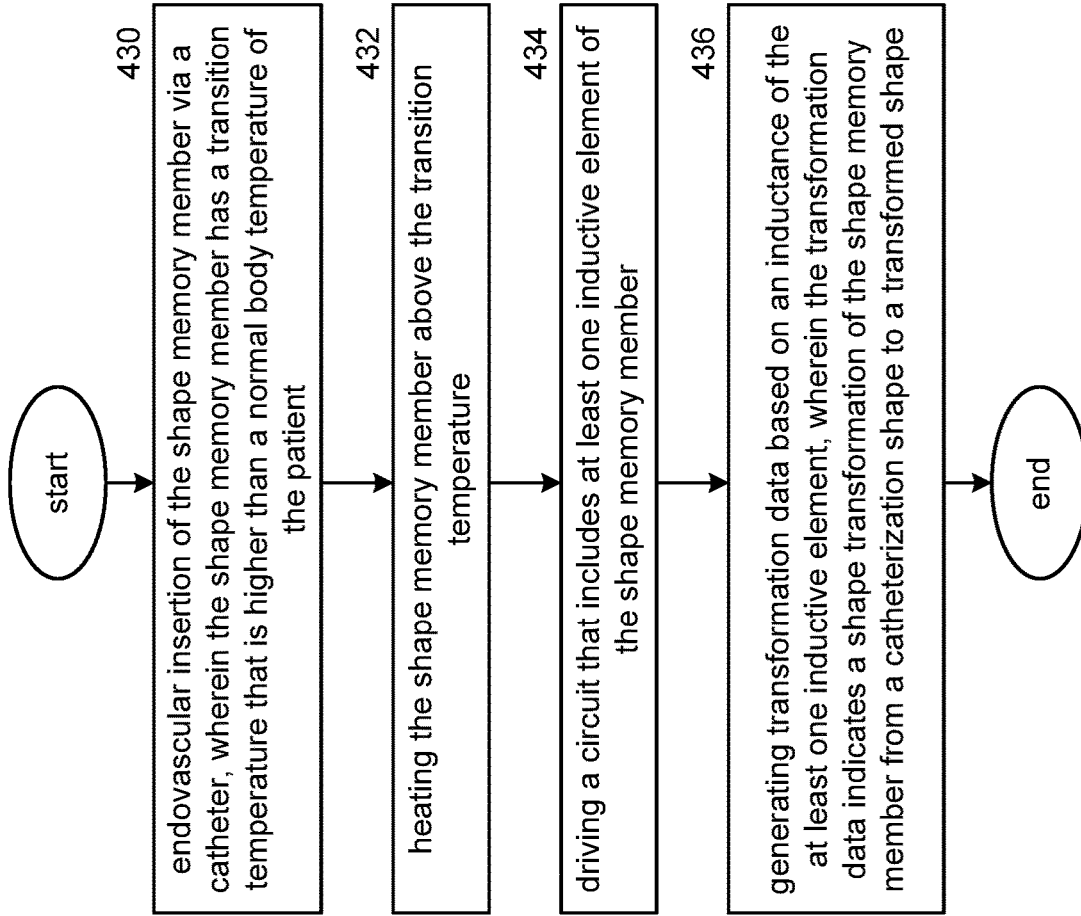 start
430
endovascular insertion of the shape memory member via a
catheter, wherein the shape memory member has a transition
temperature that is higher than a normal body temperature of
the patient
432
heating the shape memory member above the transition
temperature
434
driving a circuit that includes at least one inductive element of
the shape memory member
436
generating transformation data based on an inductance of the
at least one inductive element, wherein the transformation
data indicates a shape transformation of the shape memory
member from a catheterization shape to a transformed shape
end